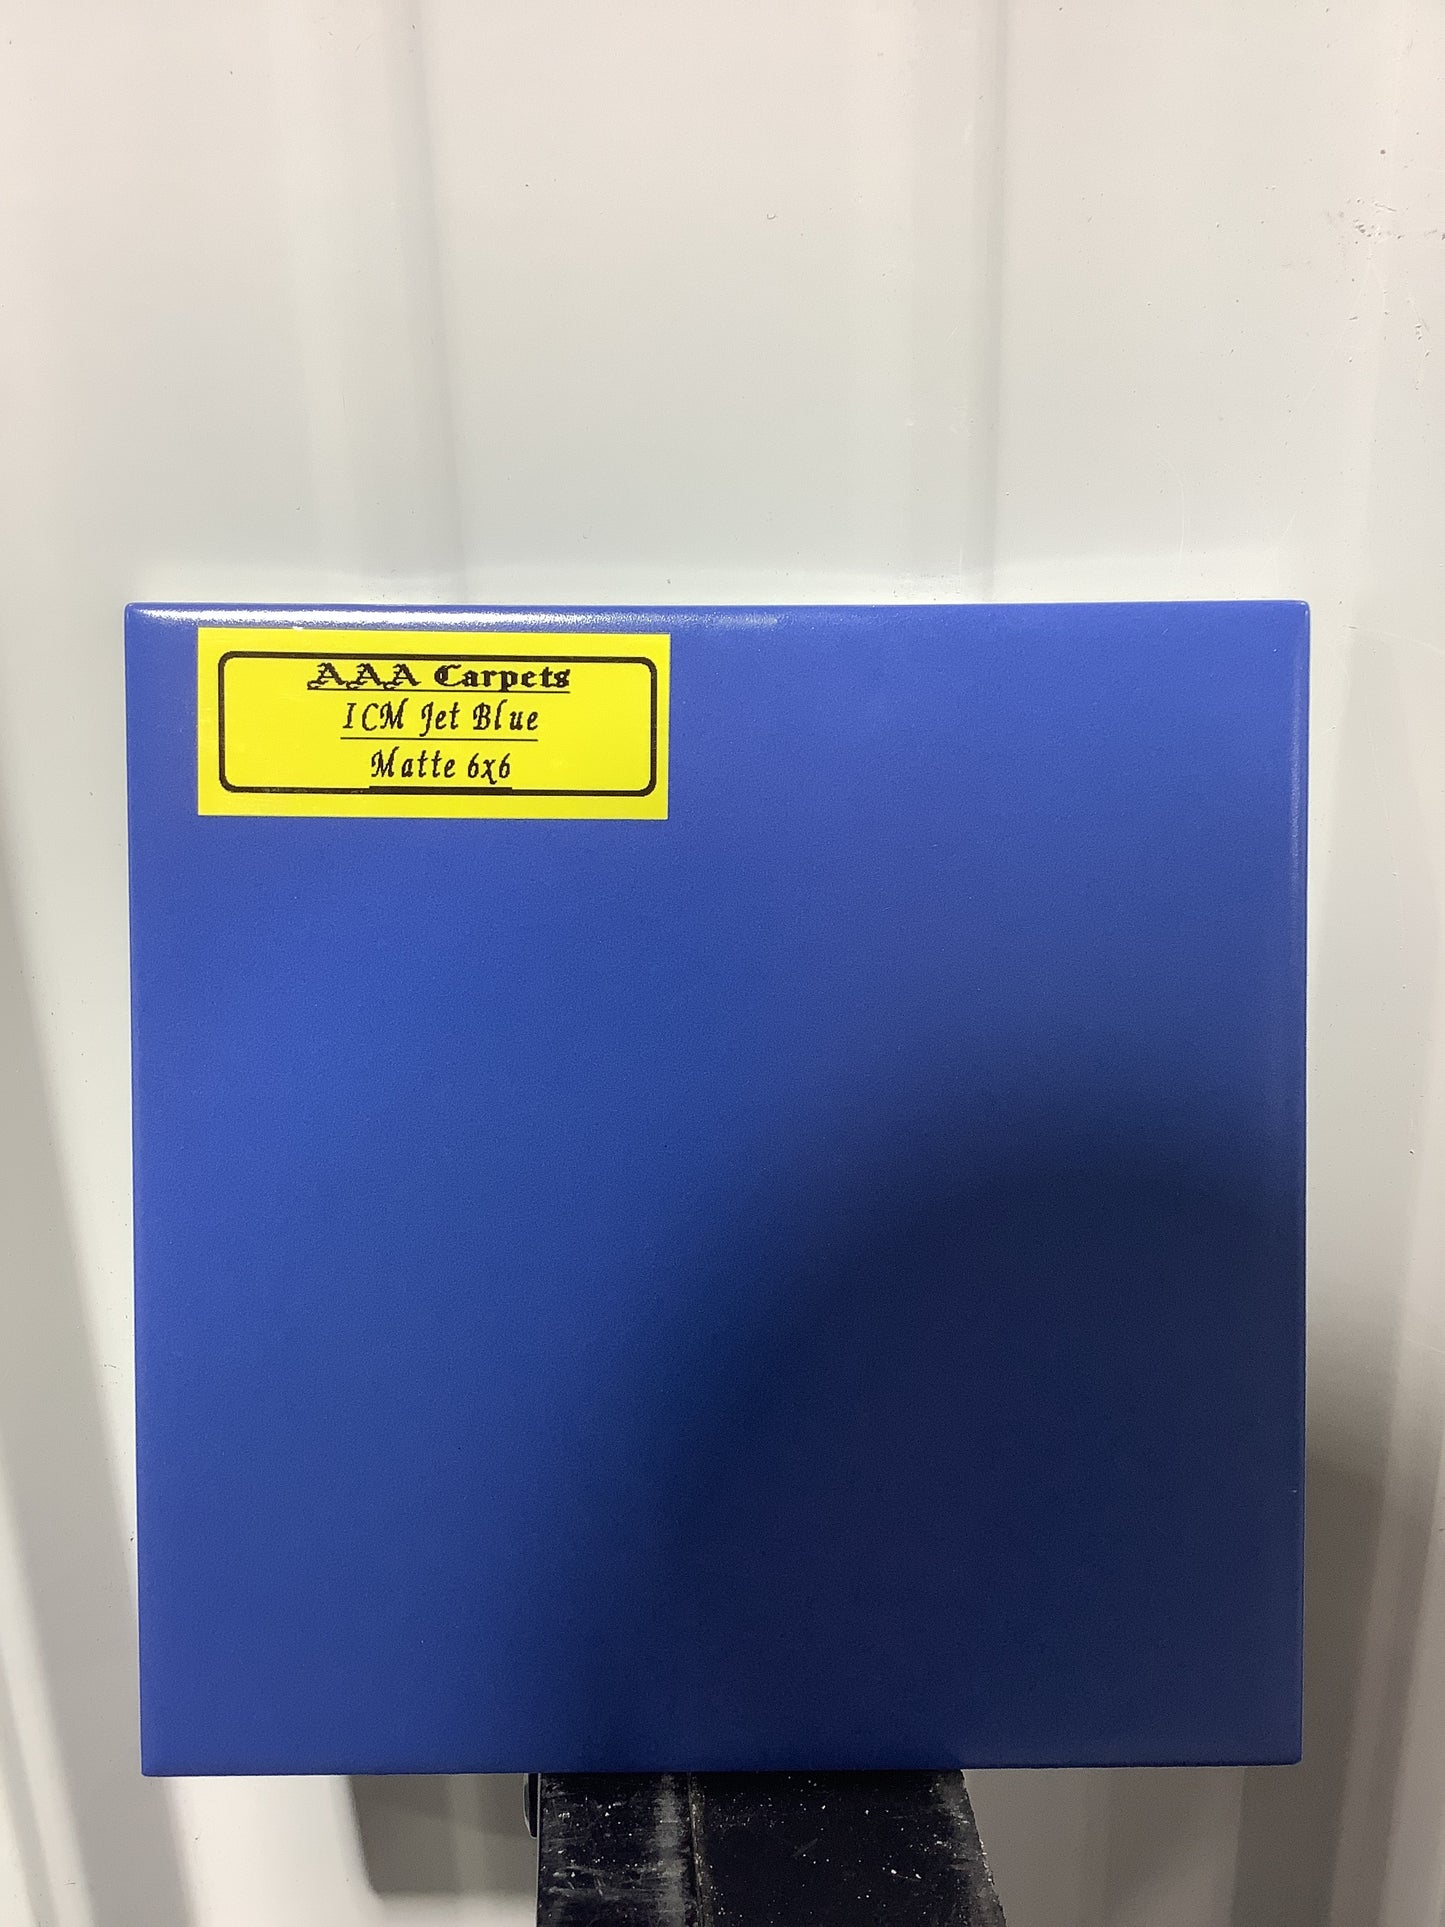 AAA Carpets
ICM Jet Blue
Matte 6x6